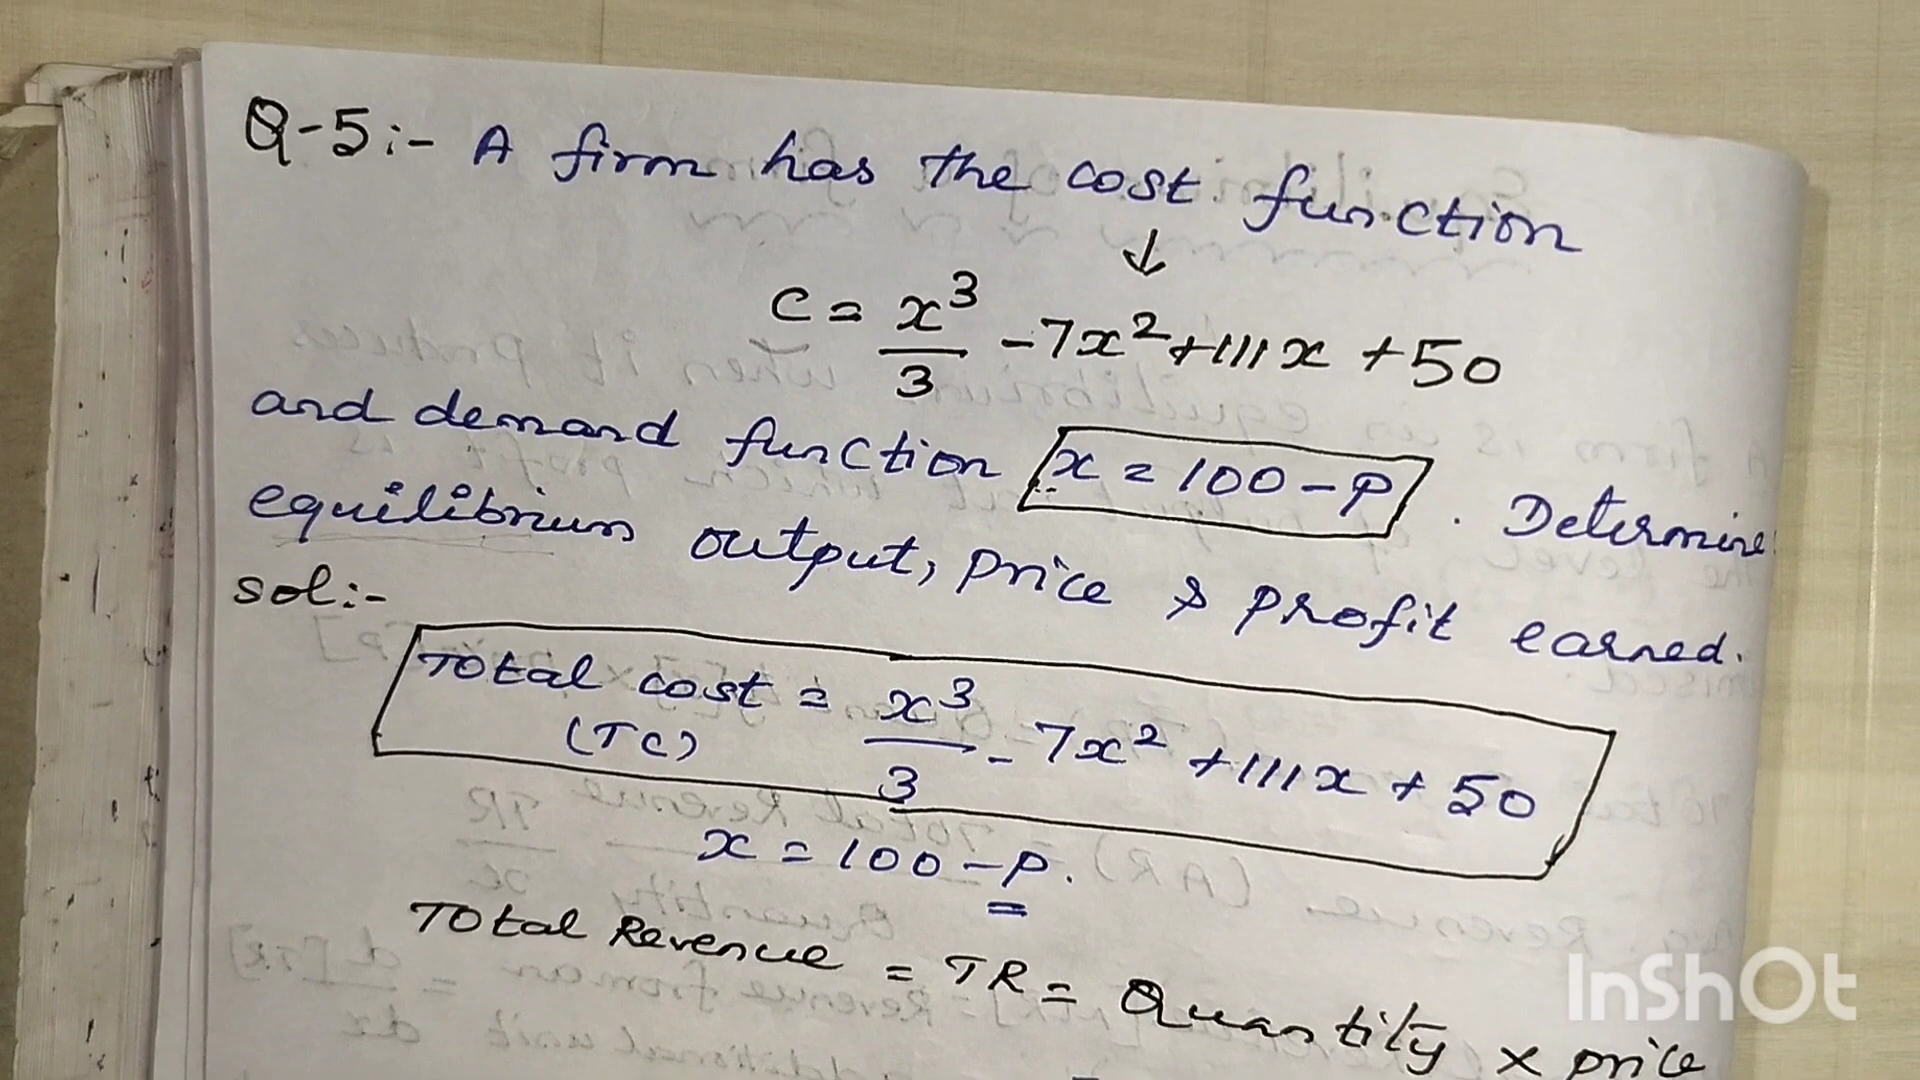 Q-5:- A firm has the cost function
↓
C = x³/3 - 7x² + 111x + 50
and demand function x = 100 - P. Determine
equilibrium output, price & profit earned.
Sol:-
Total cost = x³/3 - 7x² + 111x + 50
(TC)
x = 100 - P.
Total Revenue = TR = Quantity × price
InShOt